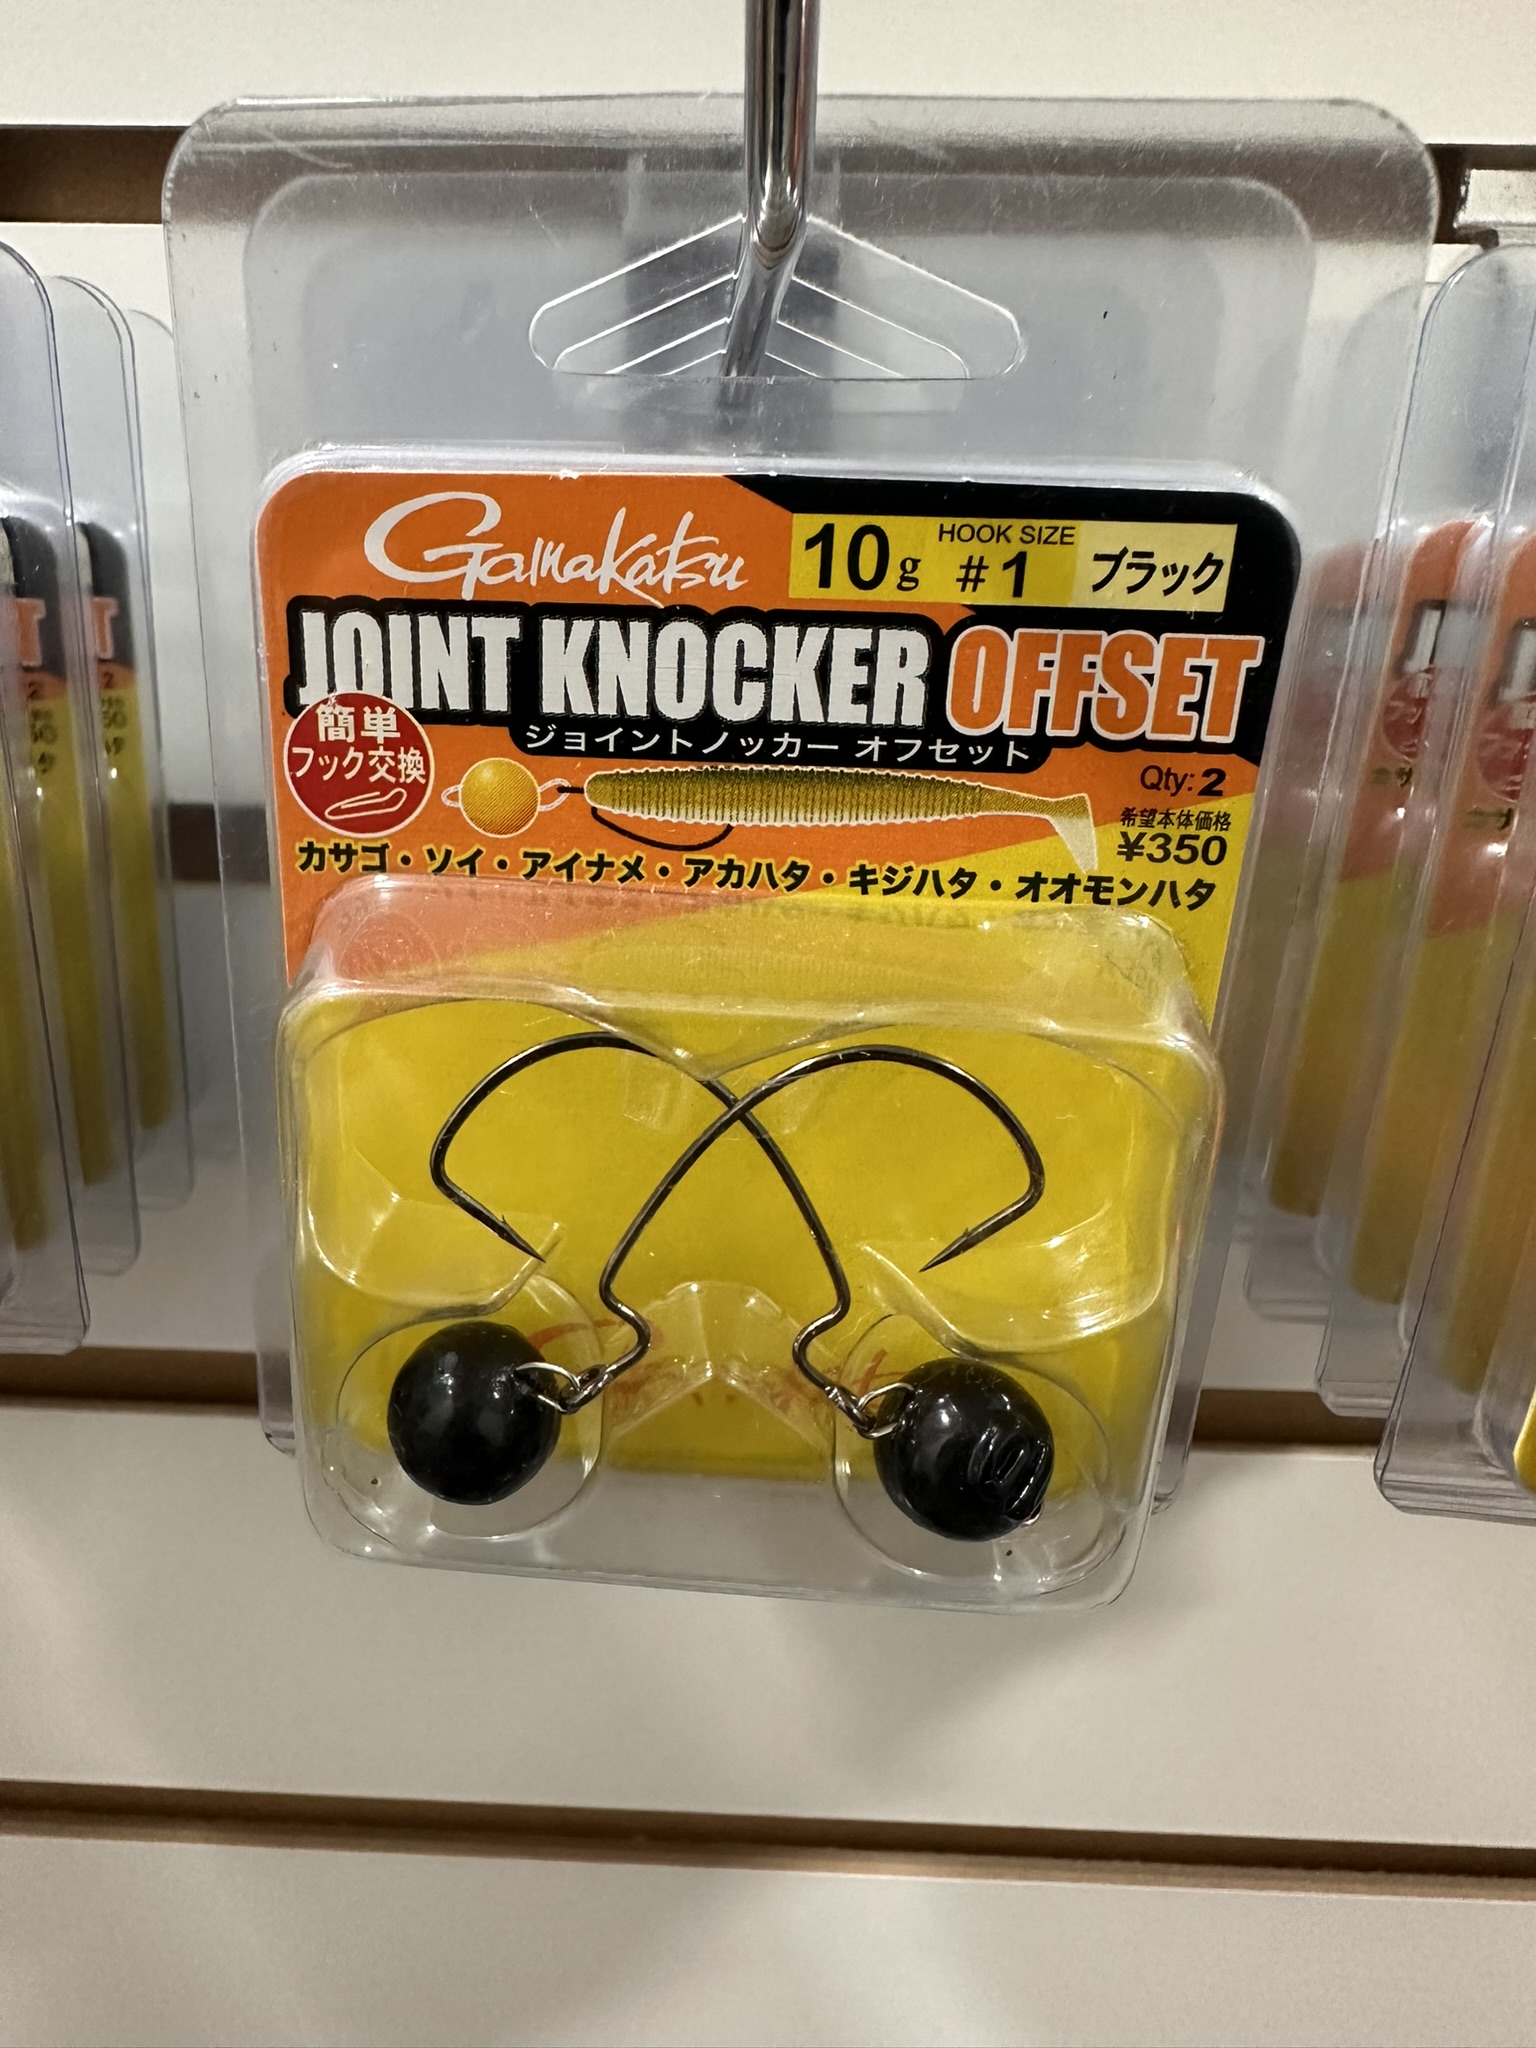 Gamakatsu
10g HOOK SIZE #1 ブラック
JOINT KNOCKER OFFSET
ジョイントノッカー オフセット
簡単
フック交換
Qty: 2
希望本体価格
¥350
カサゴ・ソイ・アイナメ・アカハタ・キジハタ・オオモンハタ
10